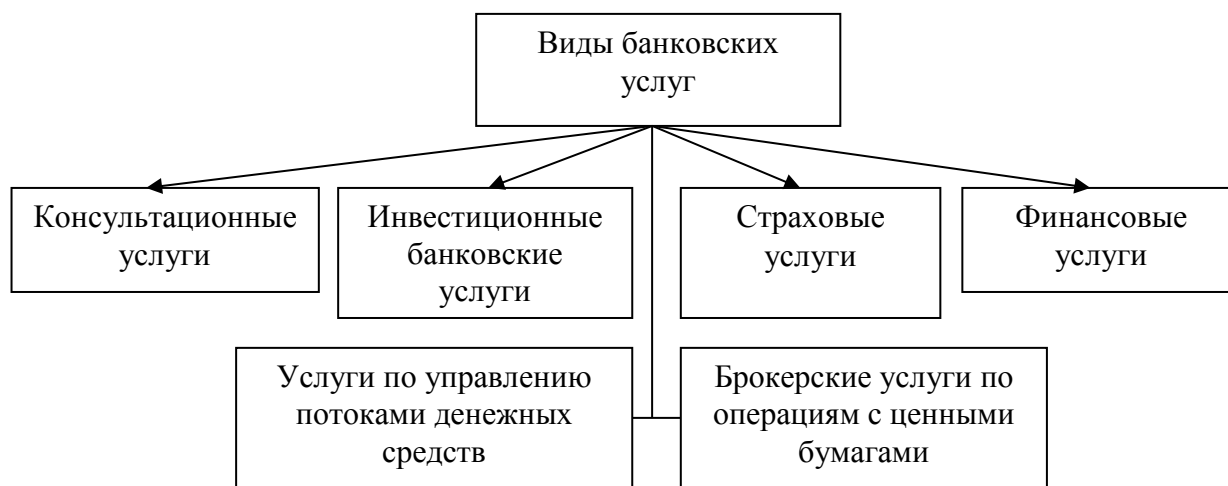 Виды банковских
услуг
Консультационные
услуги
Инвестиционные
банковские
услуги
Страховые
услуги
Финансовые
услуги
Услуги по управлению
потоками денежных
средств
Брокерские услуги по
операциям с ценными
бумагами